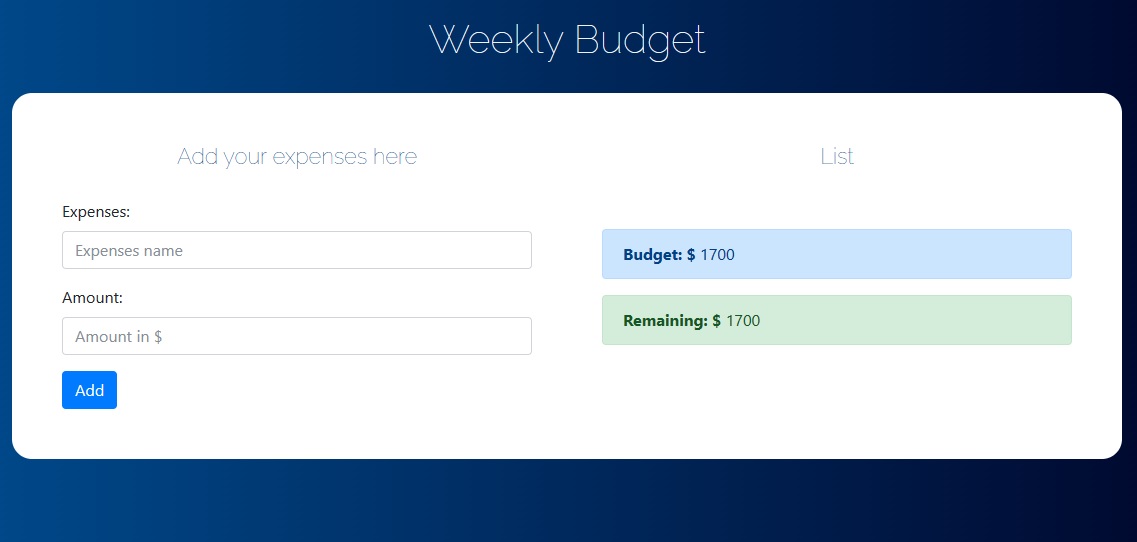 Weekly Budget
Add your expenses here
Expenses:
Expenses name
Amount:
Amount in $
Add
List
Budget: $ 1700
Remaining: $ 1700